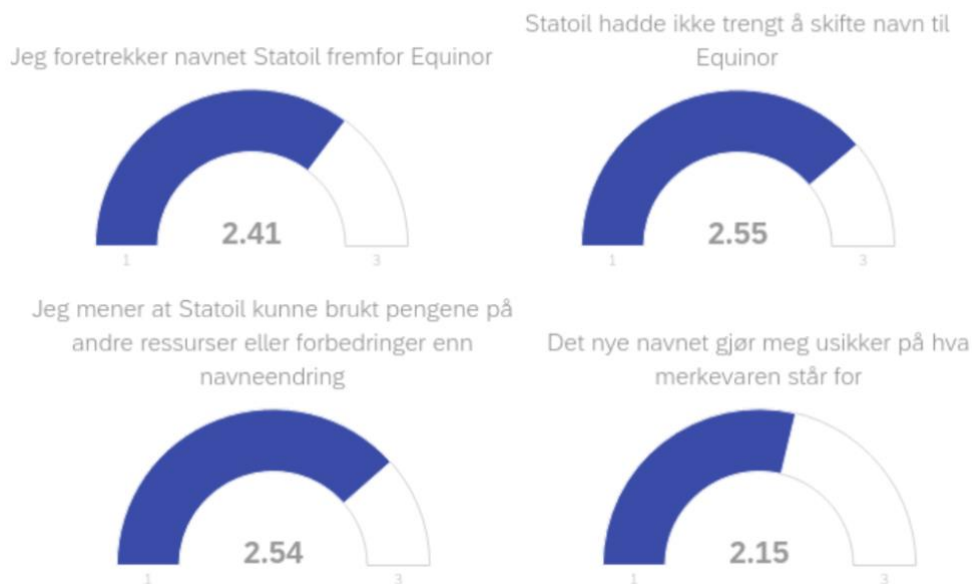 Jeg foretrekker navnet Statoil fremfor Equinor
2.41
1
3
Statoil hadde ikke trengt å skifte navn til
Equinor
2.55
1
3
Jeg mener at Statoil kunne brukt pengene på
andre ressurser eller forbedringer enn
navneendring
2.54
1
3
Det nye navnet gjør meg usikker på hva
merkevaren står for
2.15
1
3